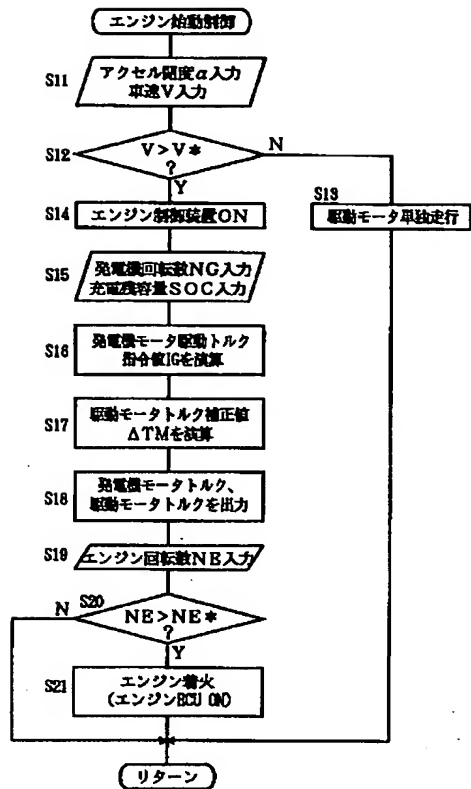 エンジン始動制御
S11
アクセル開度α入力
車速V入力
S12
V>V*
?
N
Y
S13
駆動モータ単独走行
S14
エンジン制御装置ON
S15
発電機回転数NG入力
充電残容量SOC入力
S16
発電機モータ駆動トルク
指令値IGを演算
S17
駆動モータトルク補正値
ΔTMを演算
S18
発電機モータトルク、
駆動モータトルクを出力
S19
エンジン回転数NE入力
S20
N
NE>NE*
?
Y
S21
エンジン着火
(エンジンECU ON)
リターン